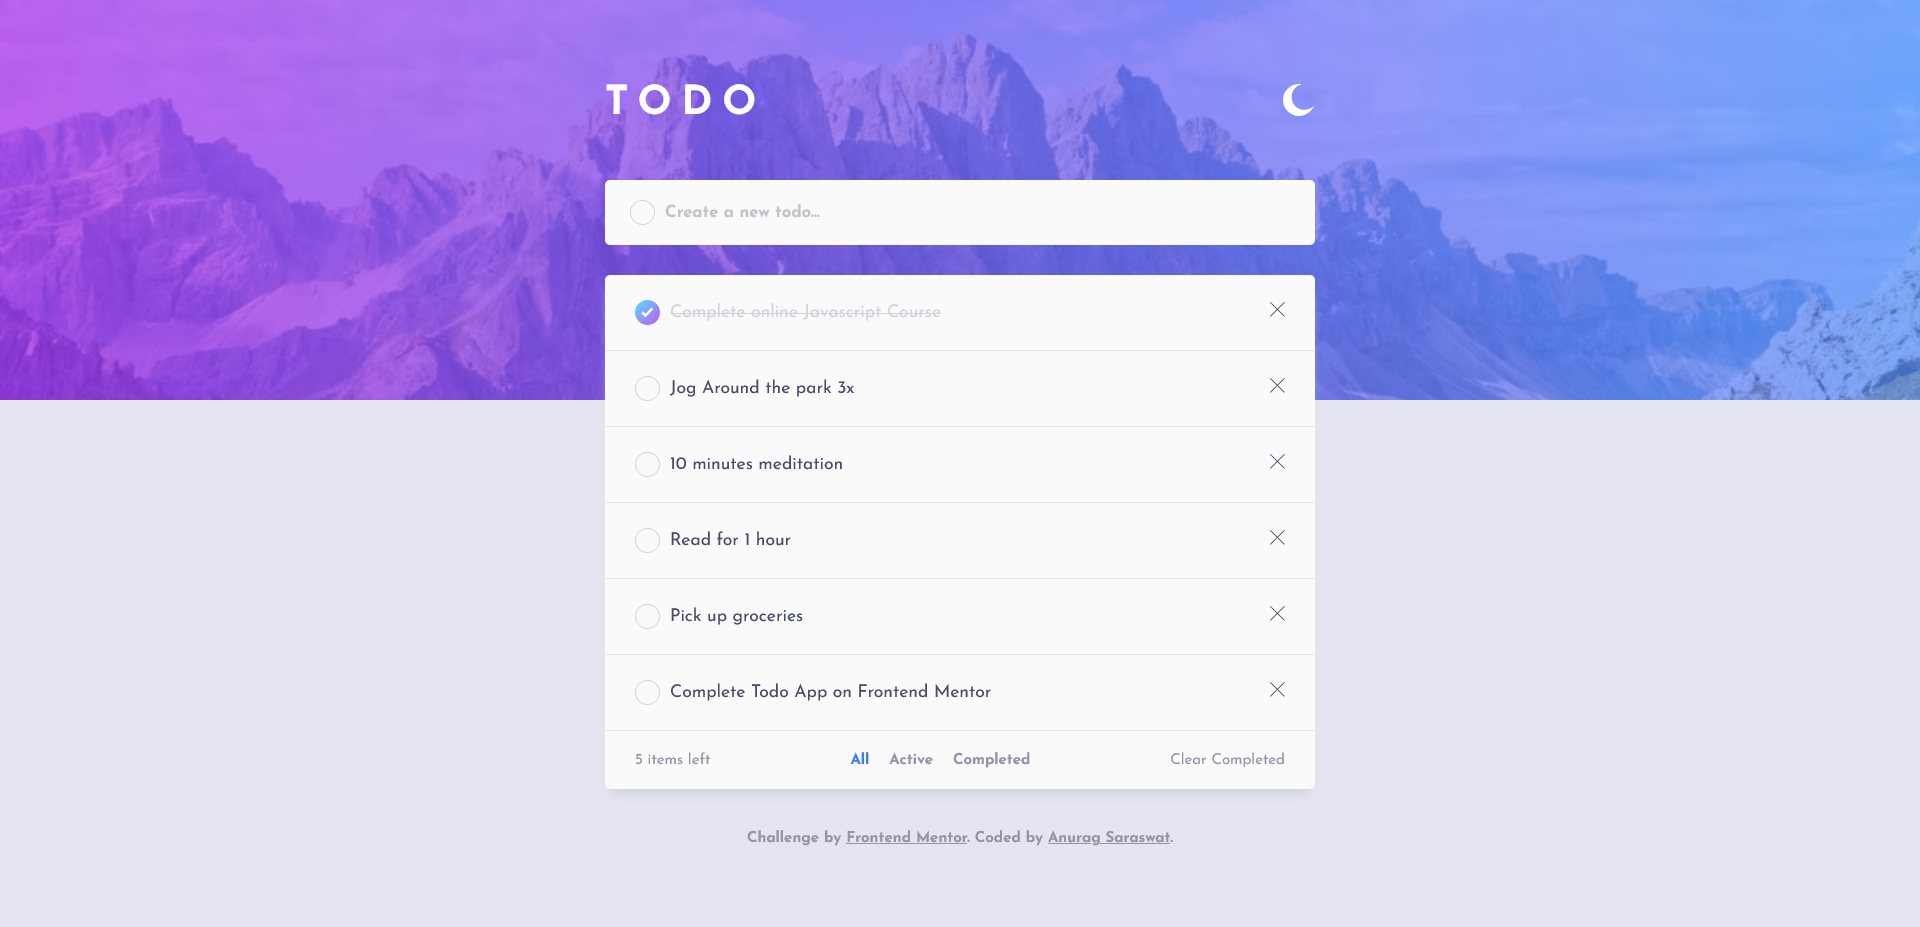 TODO
Create a new todo...
Complete online Javascript Course
Jog Around the park 3x
10 minutes meditation
Read for 1 hour
Pick up groceries
Complete Todo App on Frontend Mentor
5 items left All Active Completed Clear Completed
Challenge by Frontend Mentor. Coded by Anurag Saraswat.